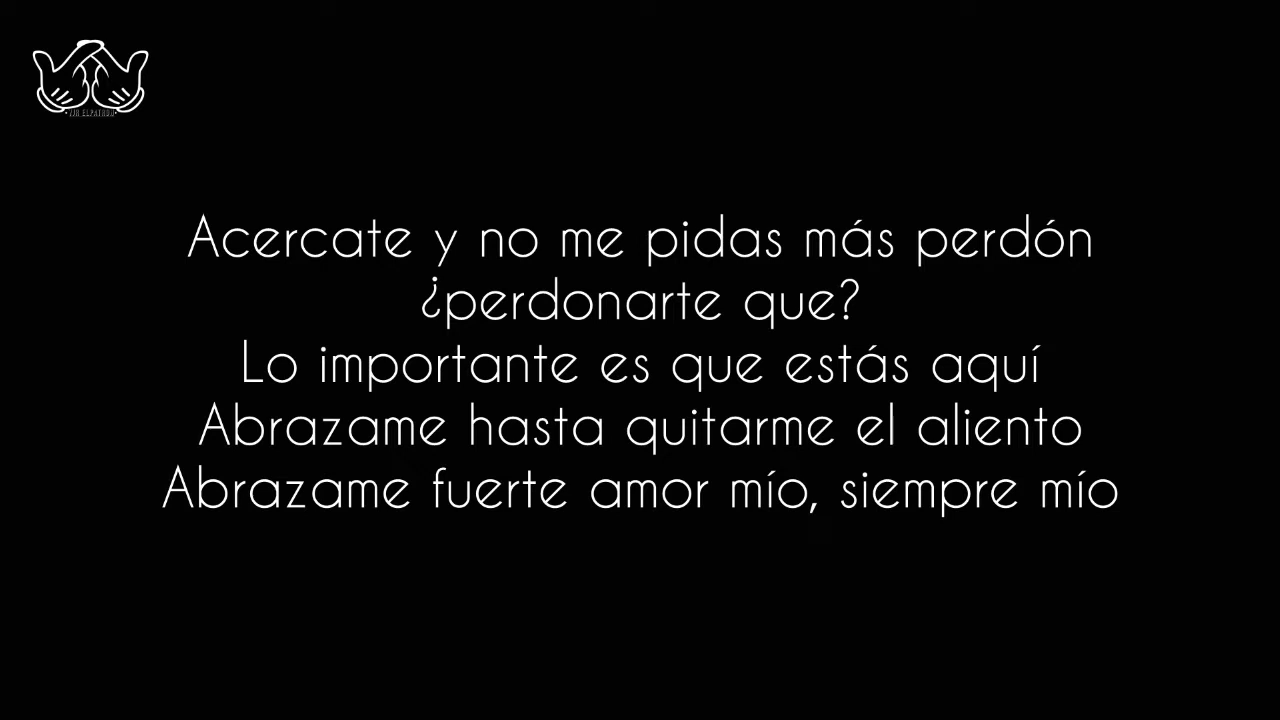 Acercate y no me pidas más perdón
¿perdonarte que?
Lo importante es que estás aquí
Abrazame hasta quitarme el aliento
Abrazame fuerte amor mío, siempre mío